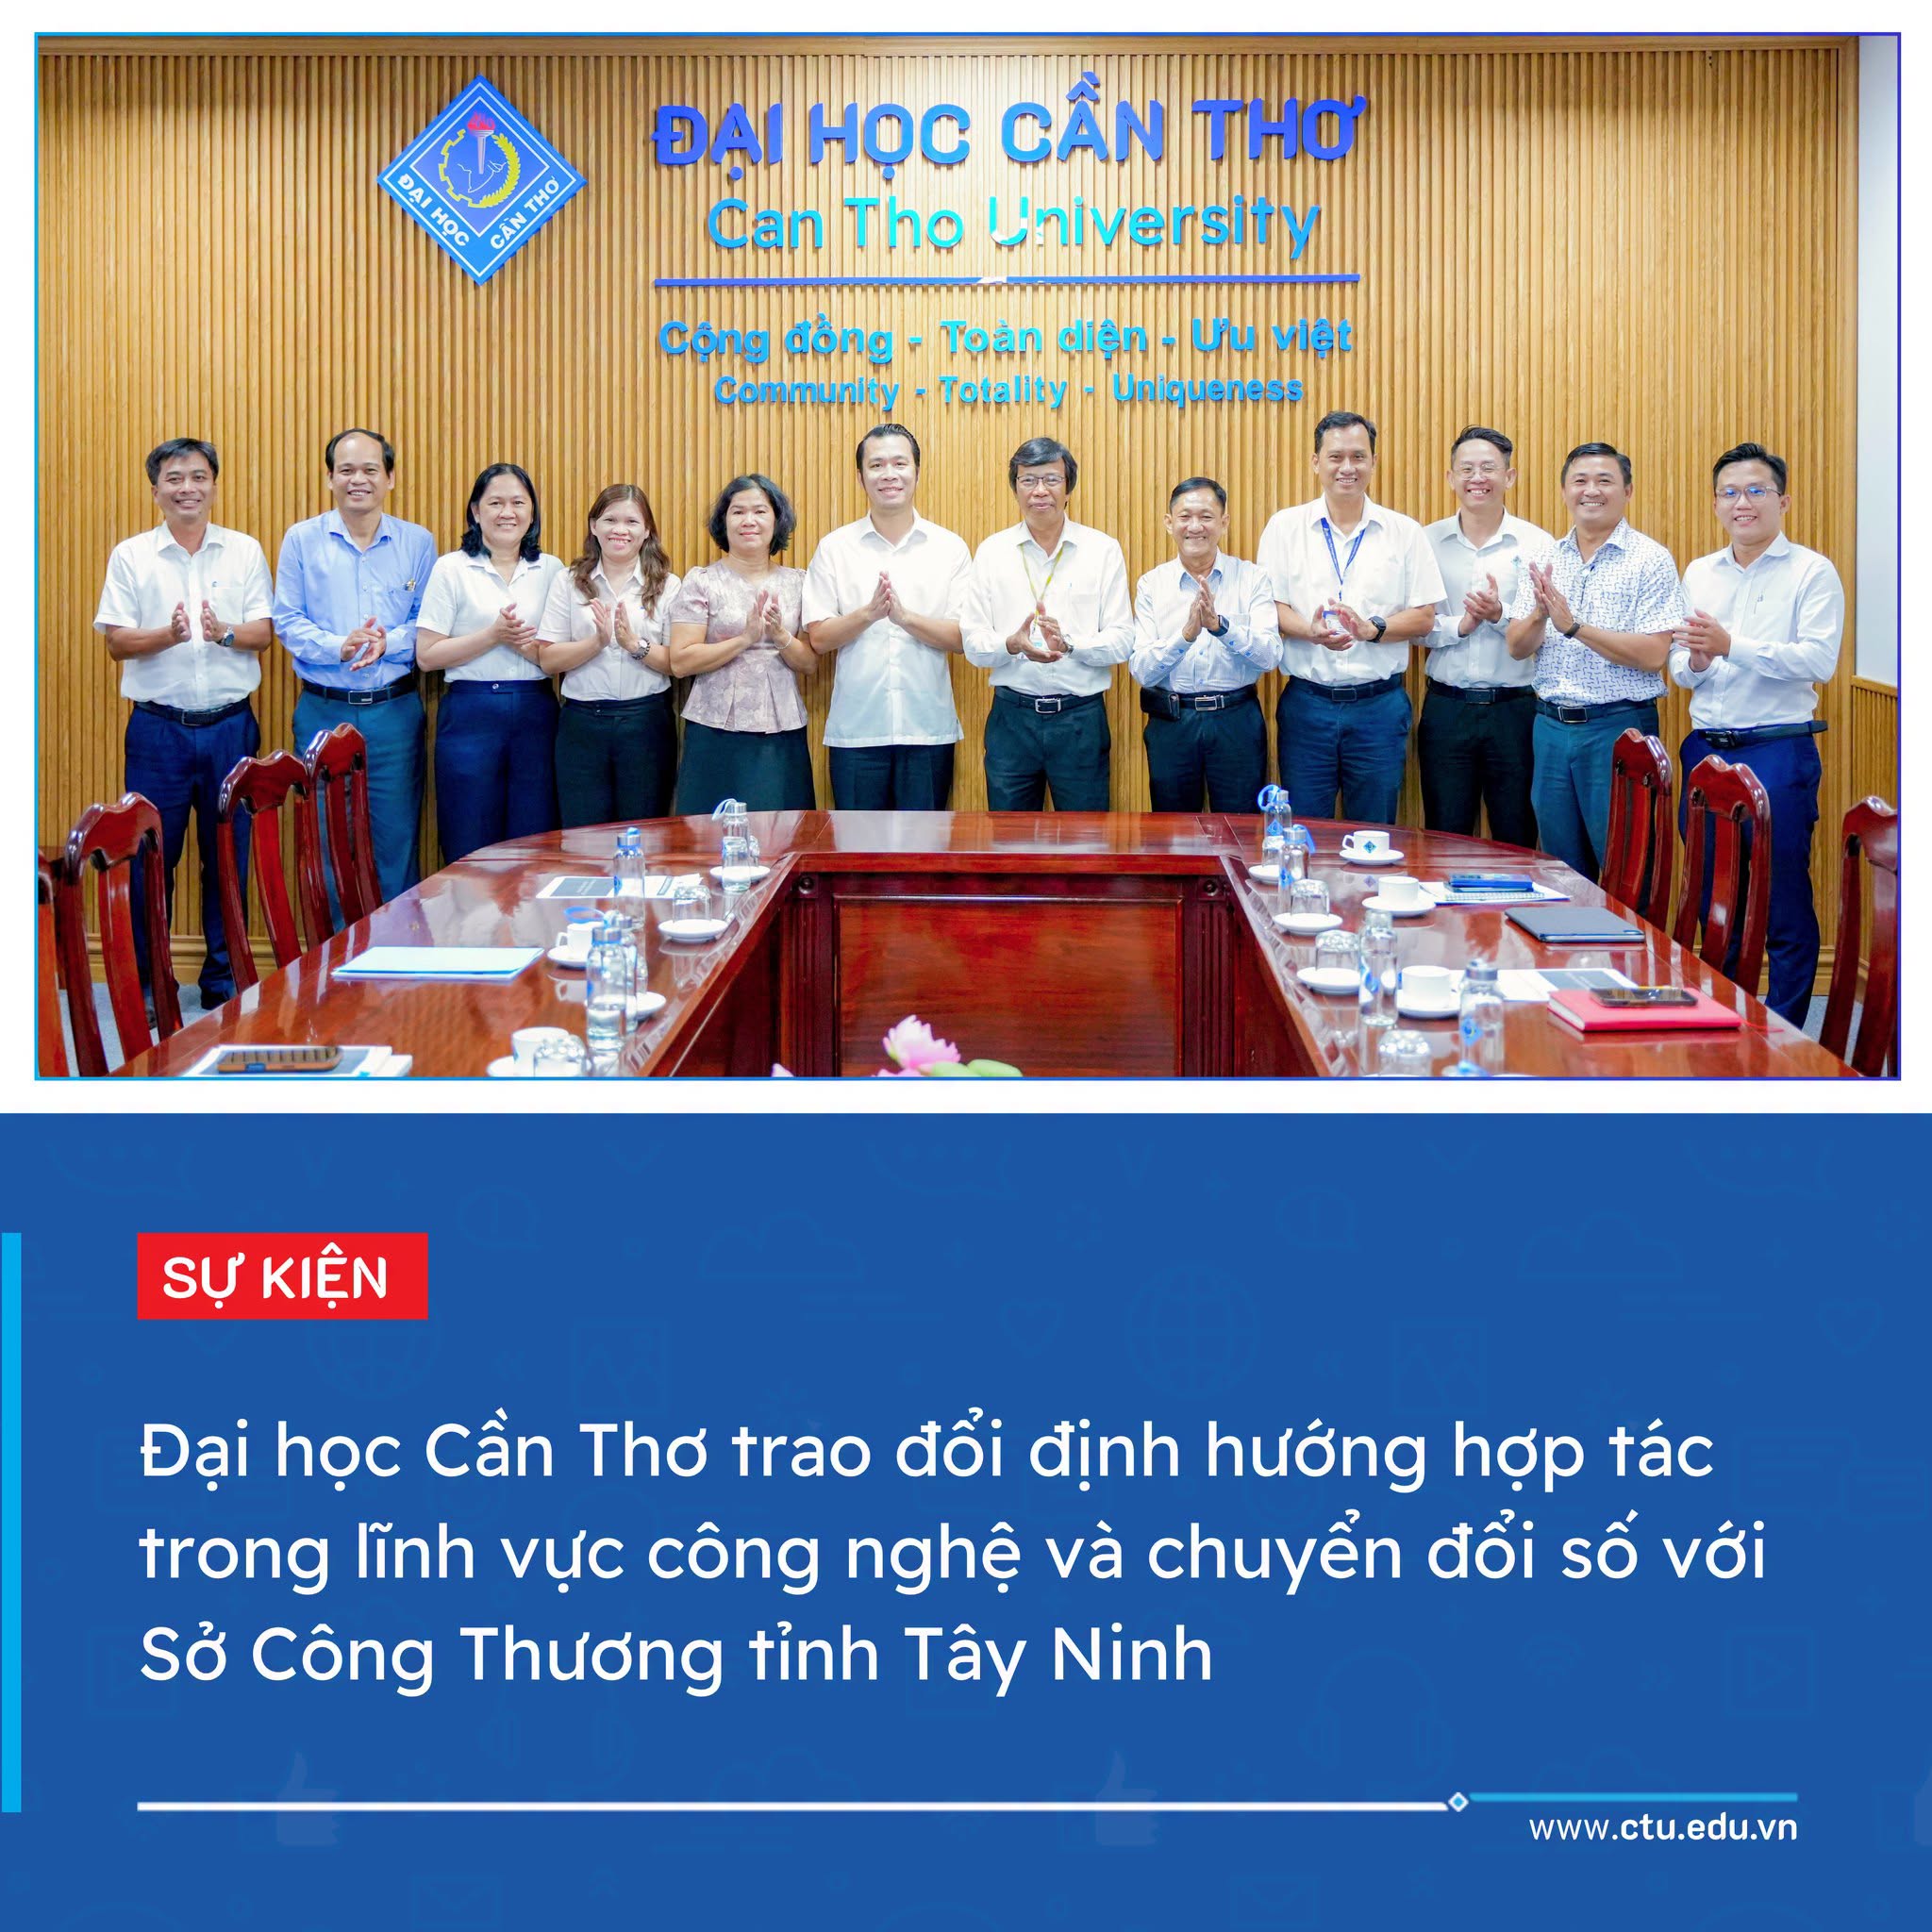 ĐẠI HỌC CẦN THƠ
ĐẠI HỌC CẦN THƠ
Can Tho University
Cộng đồng - Toàn diện - Ưu việt
Community - Totality - Uniqueness
SỰ KIỆN
Đại học Cần Thơ trao đổi định hướng hợp tác
trong lĩnh vực công nghệ và chuyển đổi số với
Sở Công Thương tỉnh Tây Ninh
www.ctu.edu.vn